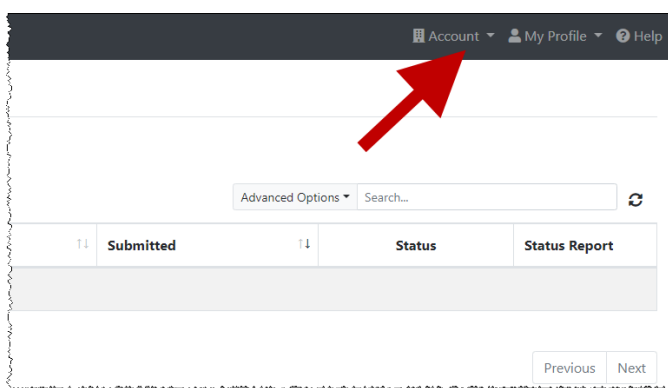 Account My Profile Help
Advanced Options Search...
Submitted Status Status Report
Previous Next